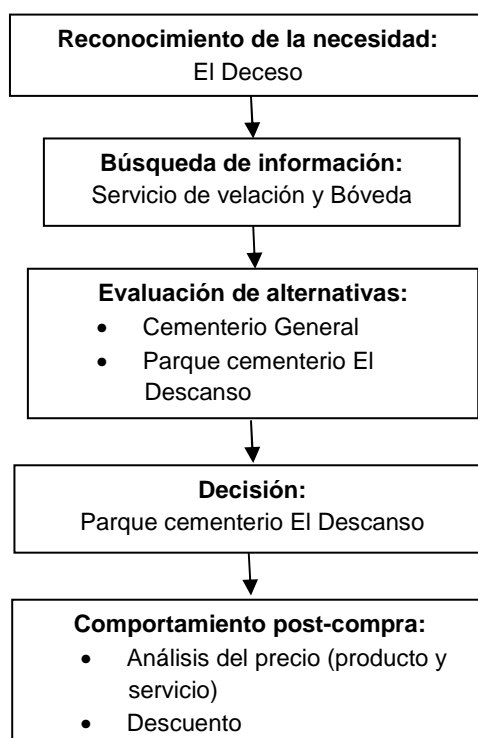 Reconocimiento de la necesidad:
El Deceso
Búsqueda de información:
Servicio de velación y Bóveda
Evaluación de alternativas:
• Cementerio General
• Parque cementerio El
Descanso
Decisión:
Parque cementerio El Descanso
Comportamiento post-compra:
• Análisis del precio (producto y
servicio)
• Descuento